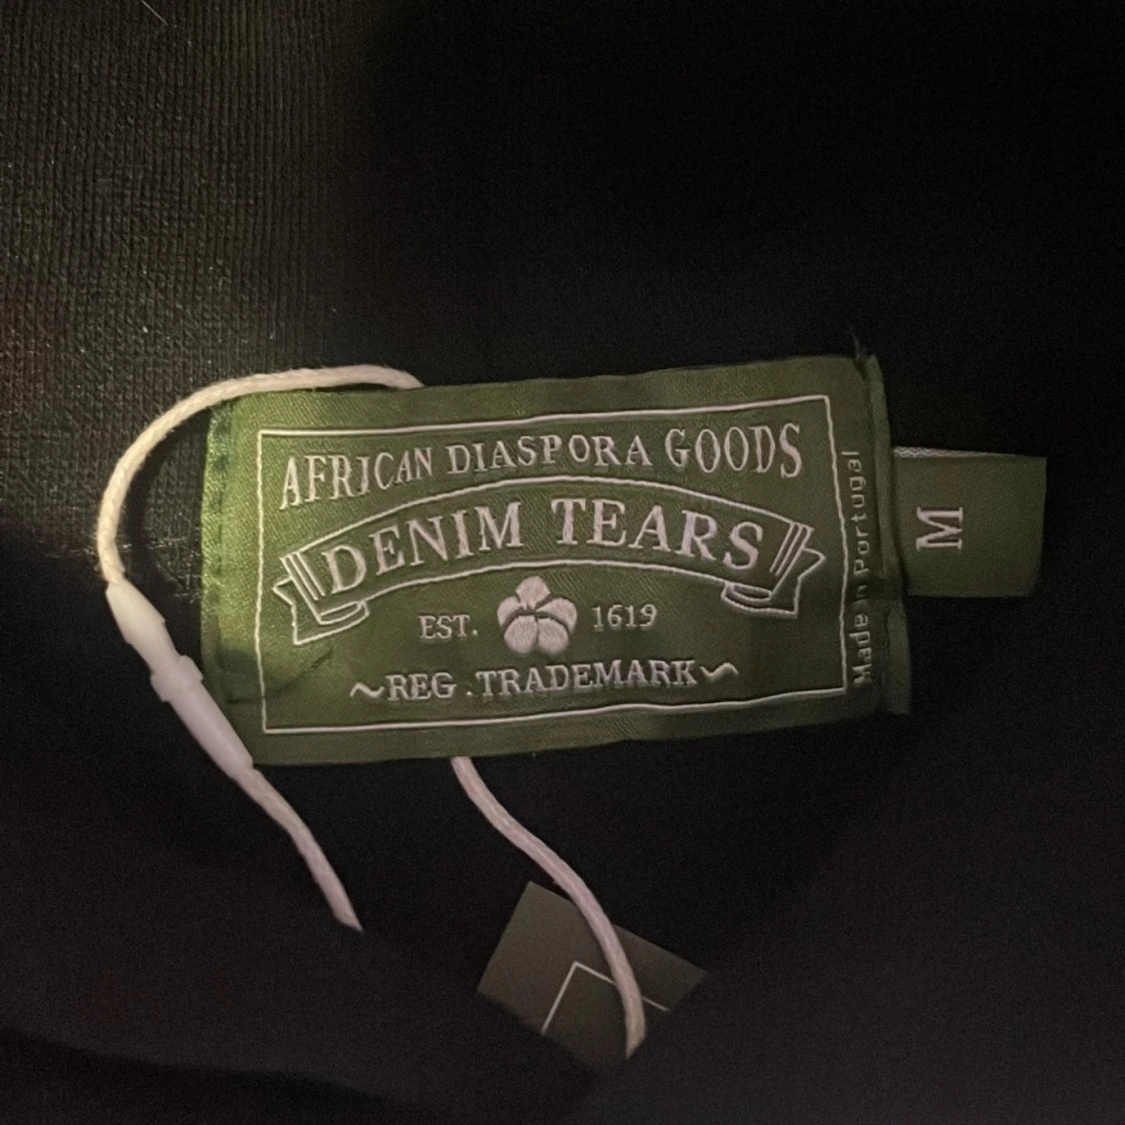 AFRICAN DIASPORA GOODS
DENIM TEARS
EST. 1619
~REG .TRADEMARK~
Made in Portugal
M